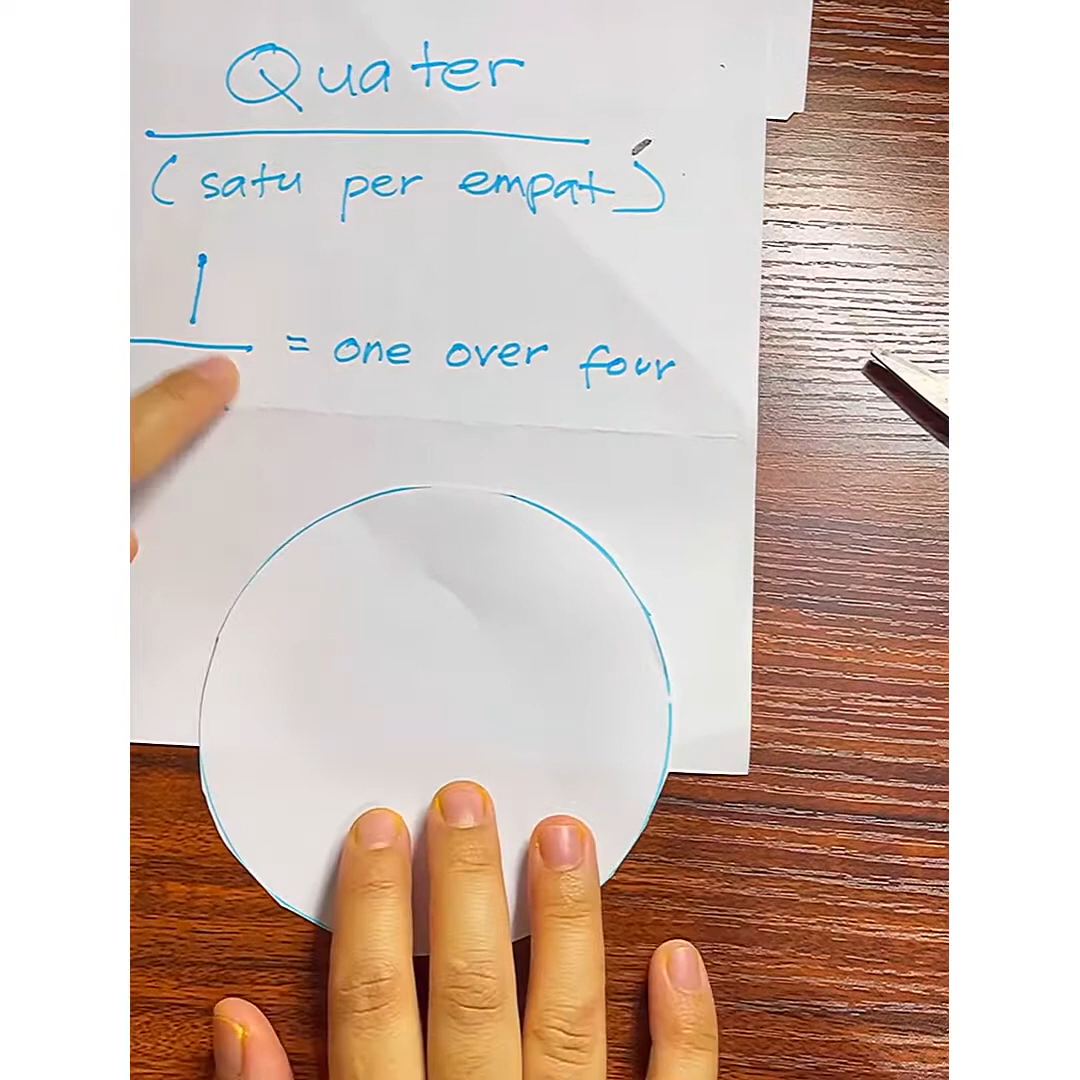 Quater
(satu per empat)
1
= one over four